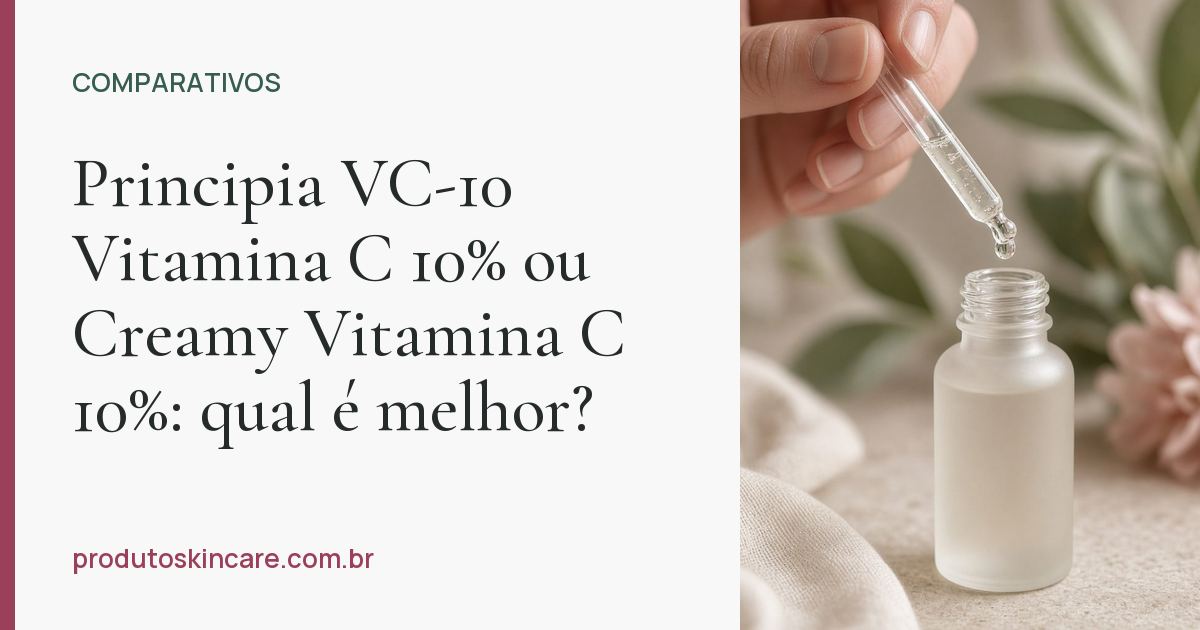 COMPARATIVOS
Principia VC-10
Vitamina C 10% ou
Creamy Vitamina C
10%: qual é melhor?
produtoskincare.com.br